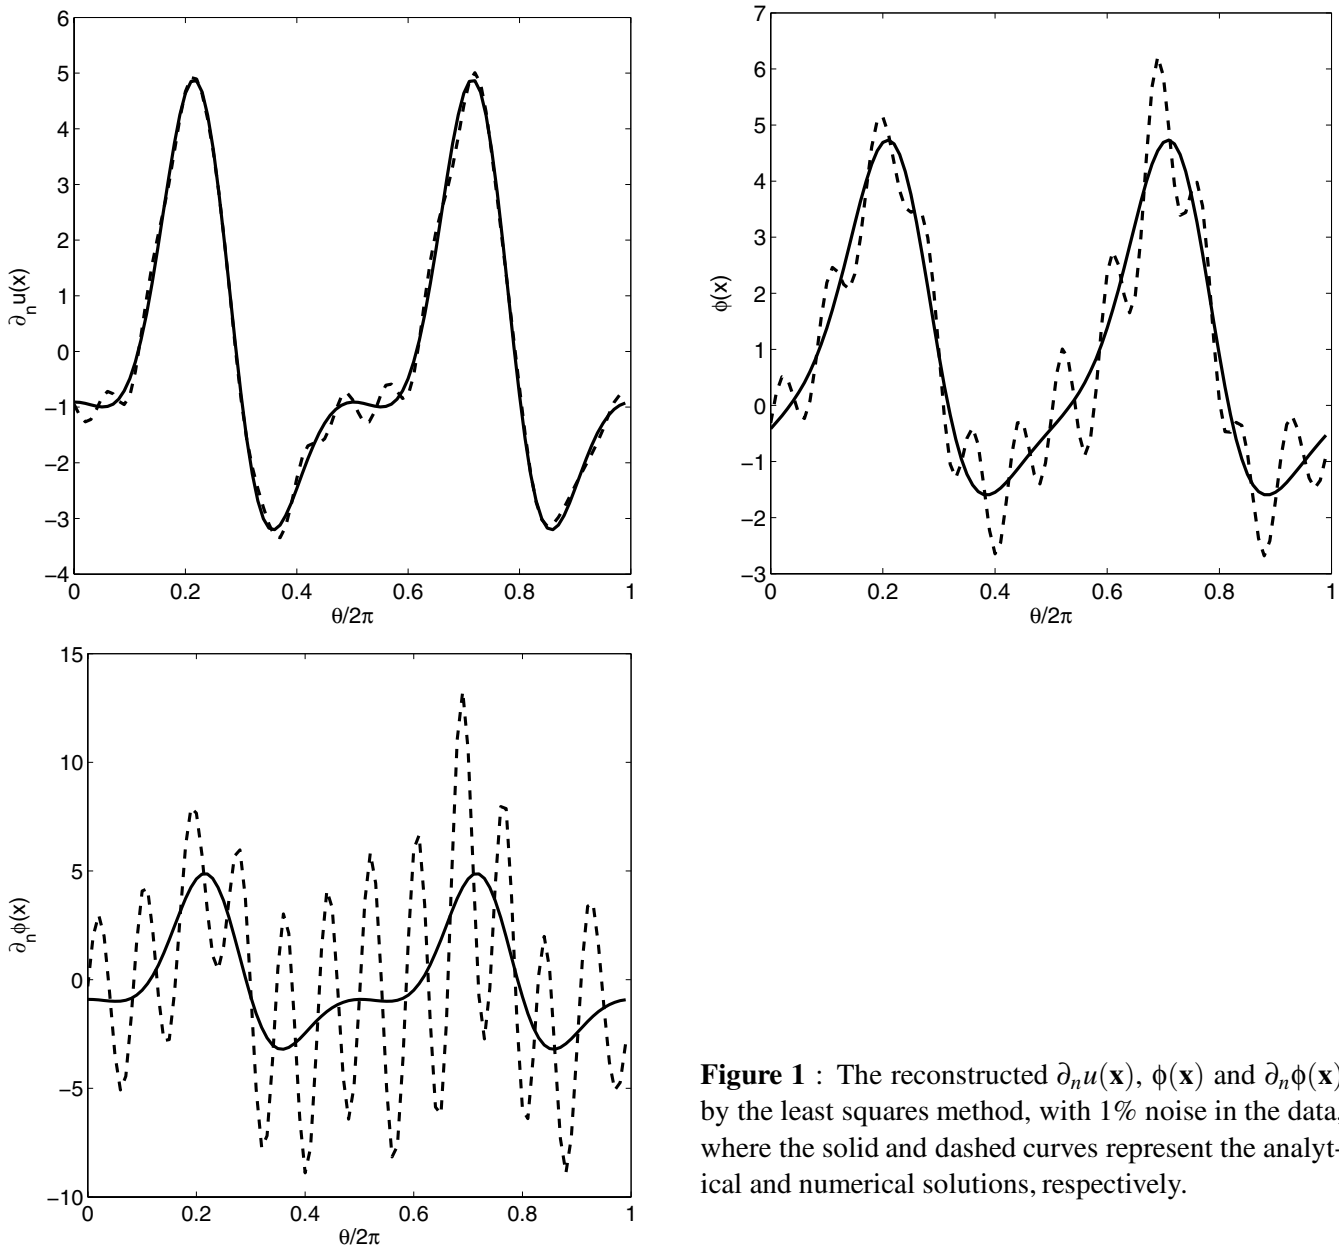 6
5
4
3
2
1
0
−1
−2
−3
−4
0 0.2 0.4 0.6 0.8 1
θ/2π
∂ₙu(x)
7
6
5
4
3
2
1
0
−1
−2
−3
0 0.2 0.4 0.6 0.8 1
θ/2π
ϕ(x)
15
10
5
0
−5
−10
0 0.2 0.4 0.6 0.8 1
θ/2π
∂ₙϕ(x)
Figure 1 : The reconstructed ∂ₙu(x), ϕ(x) and ∂ₙϕ(x)
by the least squares method, with 1% noise in the data,
where the solid and dashed curves represent the analyt-
ical and numerical solutions, respectively.